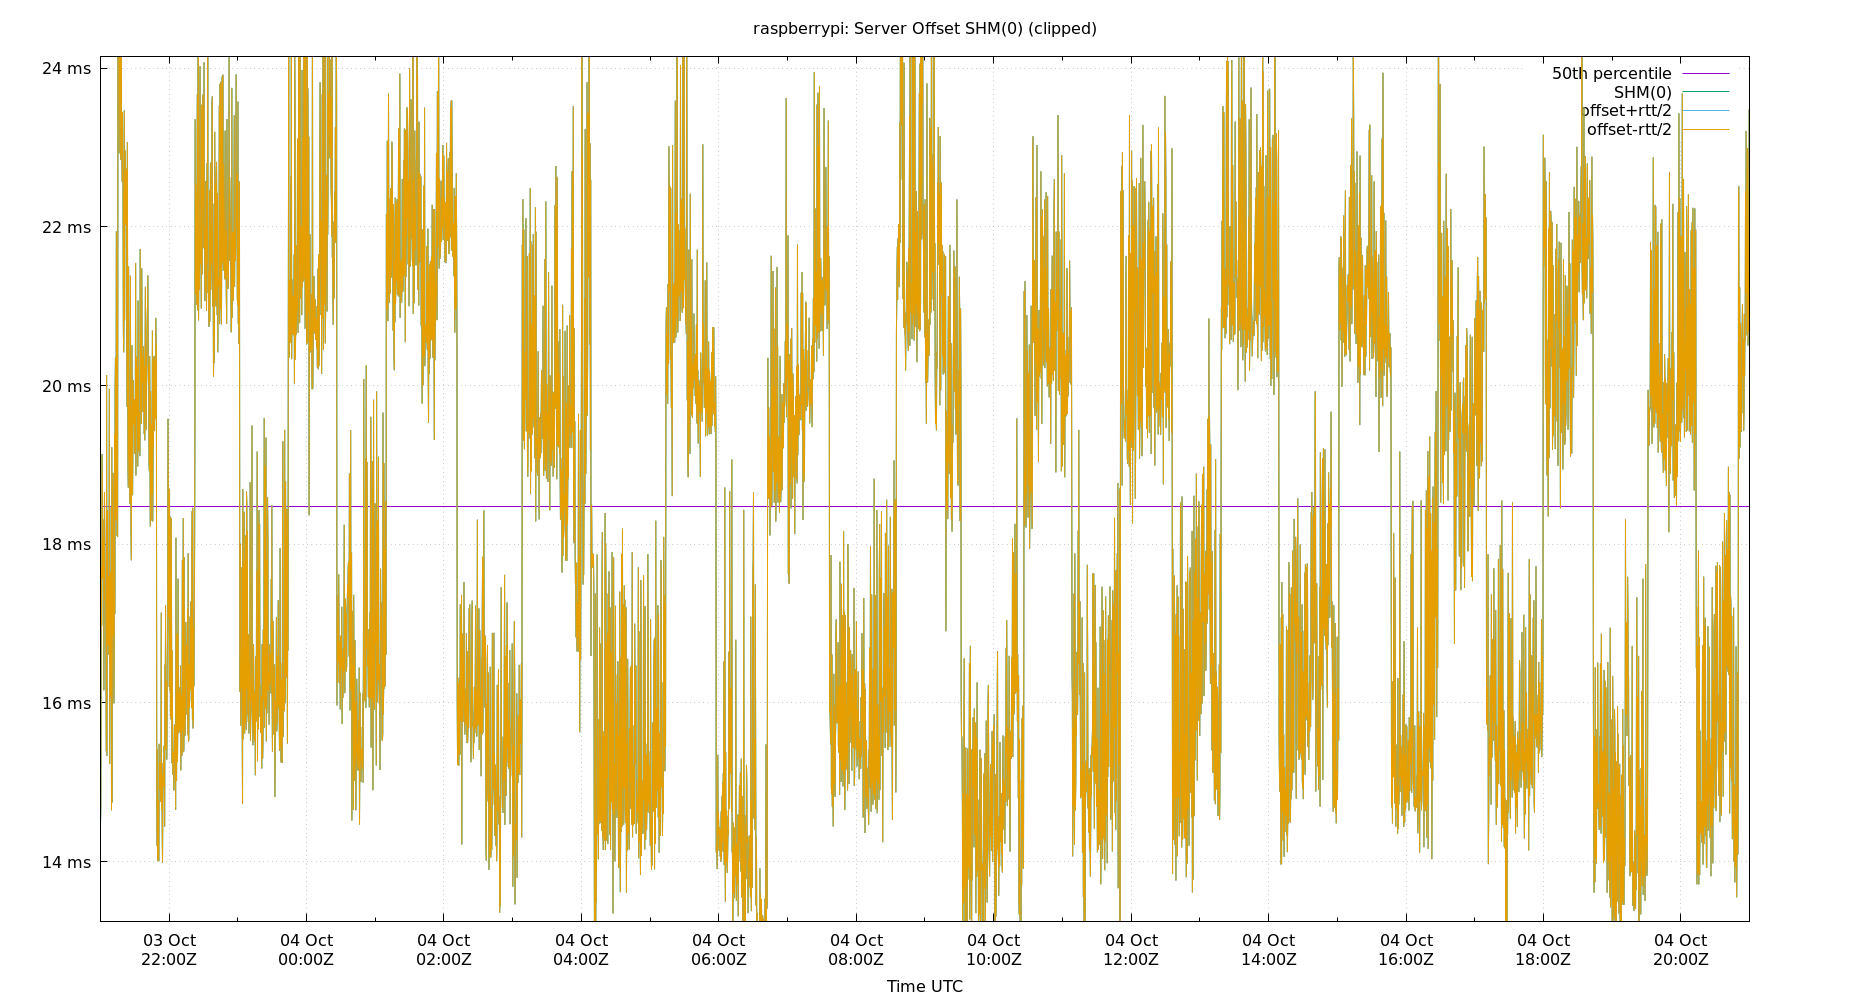 raspberrypi: Server Offset SHM(0) (clipped)
24 ms
22 ms
20 ms
18 ms
16 ms
14 ms
50th percentile
SHM(0)
offset+rtt/2
offset-rtt/2
03 Oct
22:00Z
04 Oct
00:00Z
04 Oct
02:00Z
04 Oct
04:00Z
04 Oct
06:00Z
04 Oct
08:00Z
04 Oct
10:00Z
04 Oct
12:00Z
04 Oct
14:00Z
04 Oct
16:00Z
04 Oct
18:00Z
04 Oct
20:00Z
Time UTC